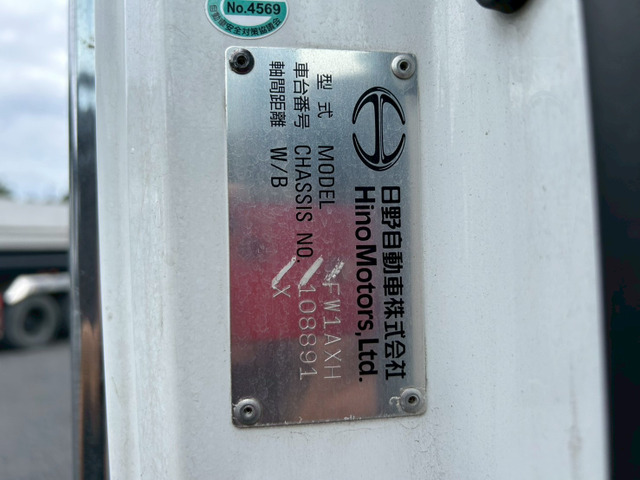 No.4569
日野自動車株式会社
Hino Motors, Ltd.
型式 MODEL FW1AXH
車台番号 CHASSIS NO. 108891
軸間距離 W/B X